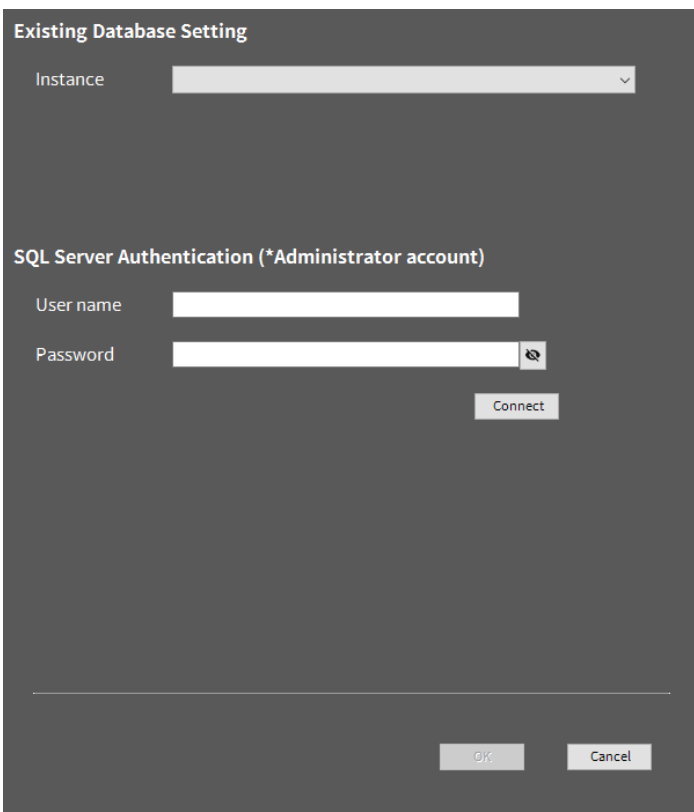 Existing Database Setting
Instance
SQL Server Authentication (*Administrator account)
User name
Password
Connect
OK
Cancel